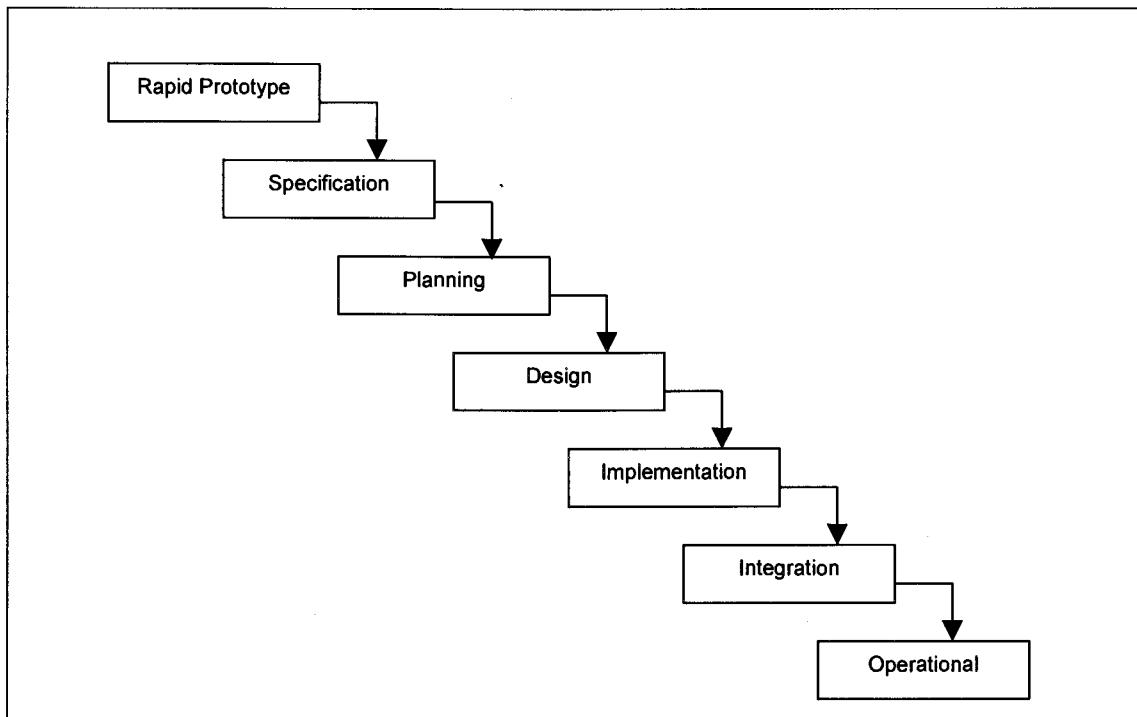 Rapid Prototype
Specification
Planning
Design
Implementation
Integration
Operational